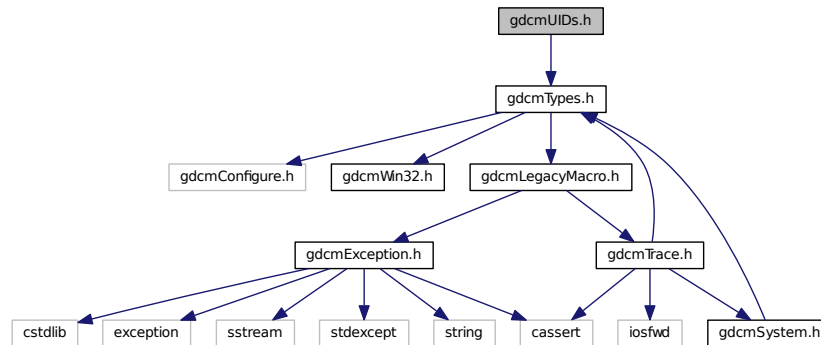 gdcmUIDs.h
gdcmTypes.h
gdcmConfigure.h
gdcmWin32.h
gdcmLegacyMacro.h
gdcmException.h
gdcmTrace.h
cstdlib
exception
sstream
stdexcept
string
cassert
iosfwd
gdcmSystem.h